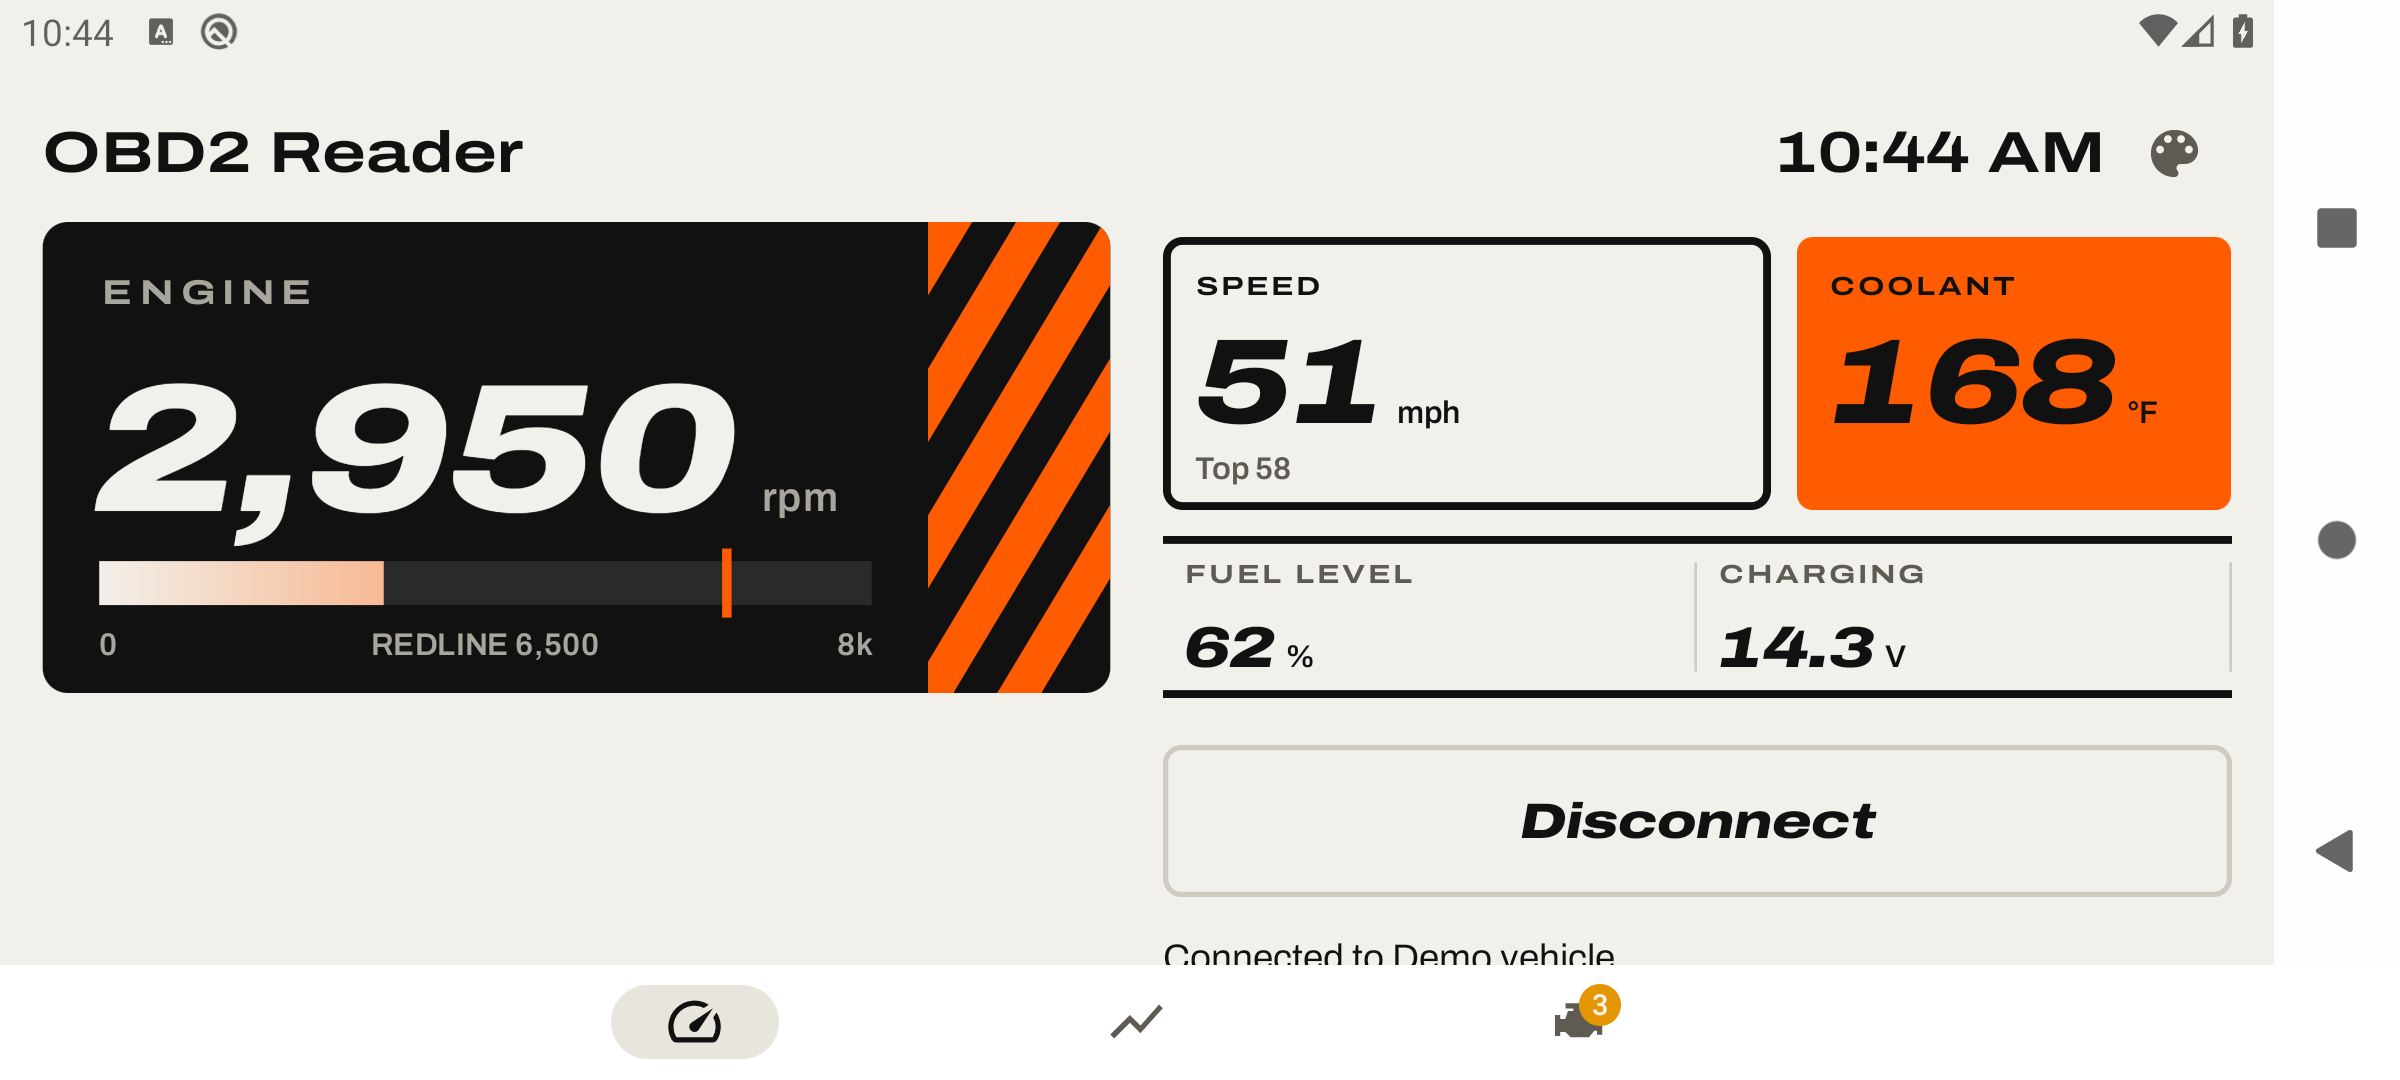 10:44
OBD2 Reader
10:44 AM
ENGINE
2,950 rpm
0 REDLINE 6,500 8k
SPEED
51 mph
Top 58
COOLANT
168 °F
FUEL LEVEL
62 %
CHARGING
14.3 V
Disconnect
Connected to Demo vehicle
3